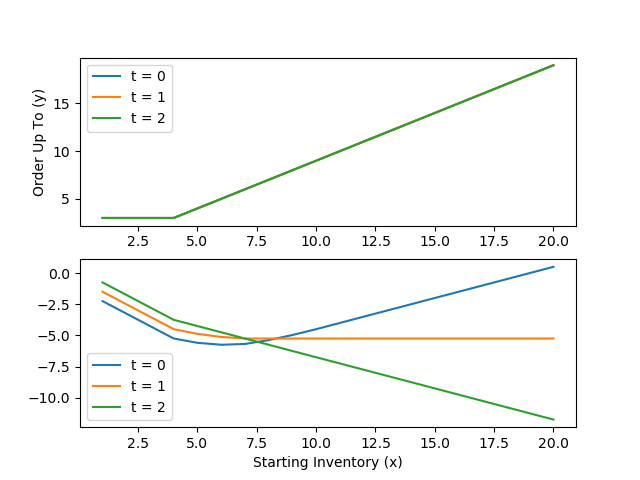 t = 0
t = 1
t = 2
Order Up To (y)
15
10
5
2.5 5.0 7.5 10.0 12.5 15.0 17.5 20.0
0.0
−2.5
−5.0
−7.5
−10.0
t = 0
t = 1
t = 2
2.5 5.0 7.5 10.0 12.5 15.0 17.5 20.0
Starting Inventory (x)